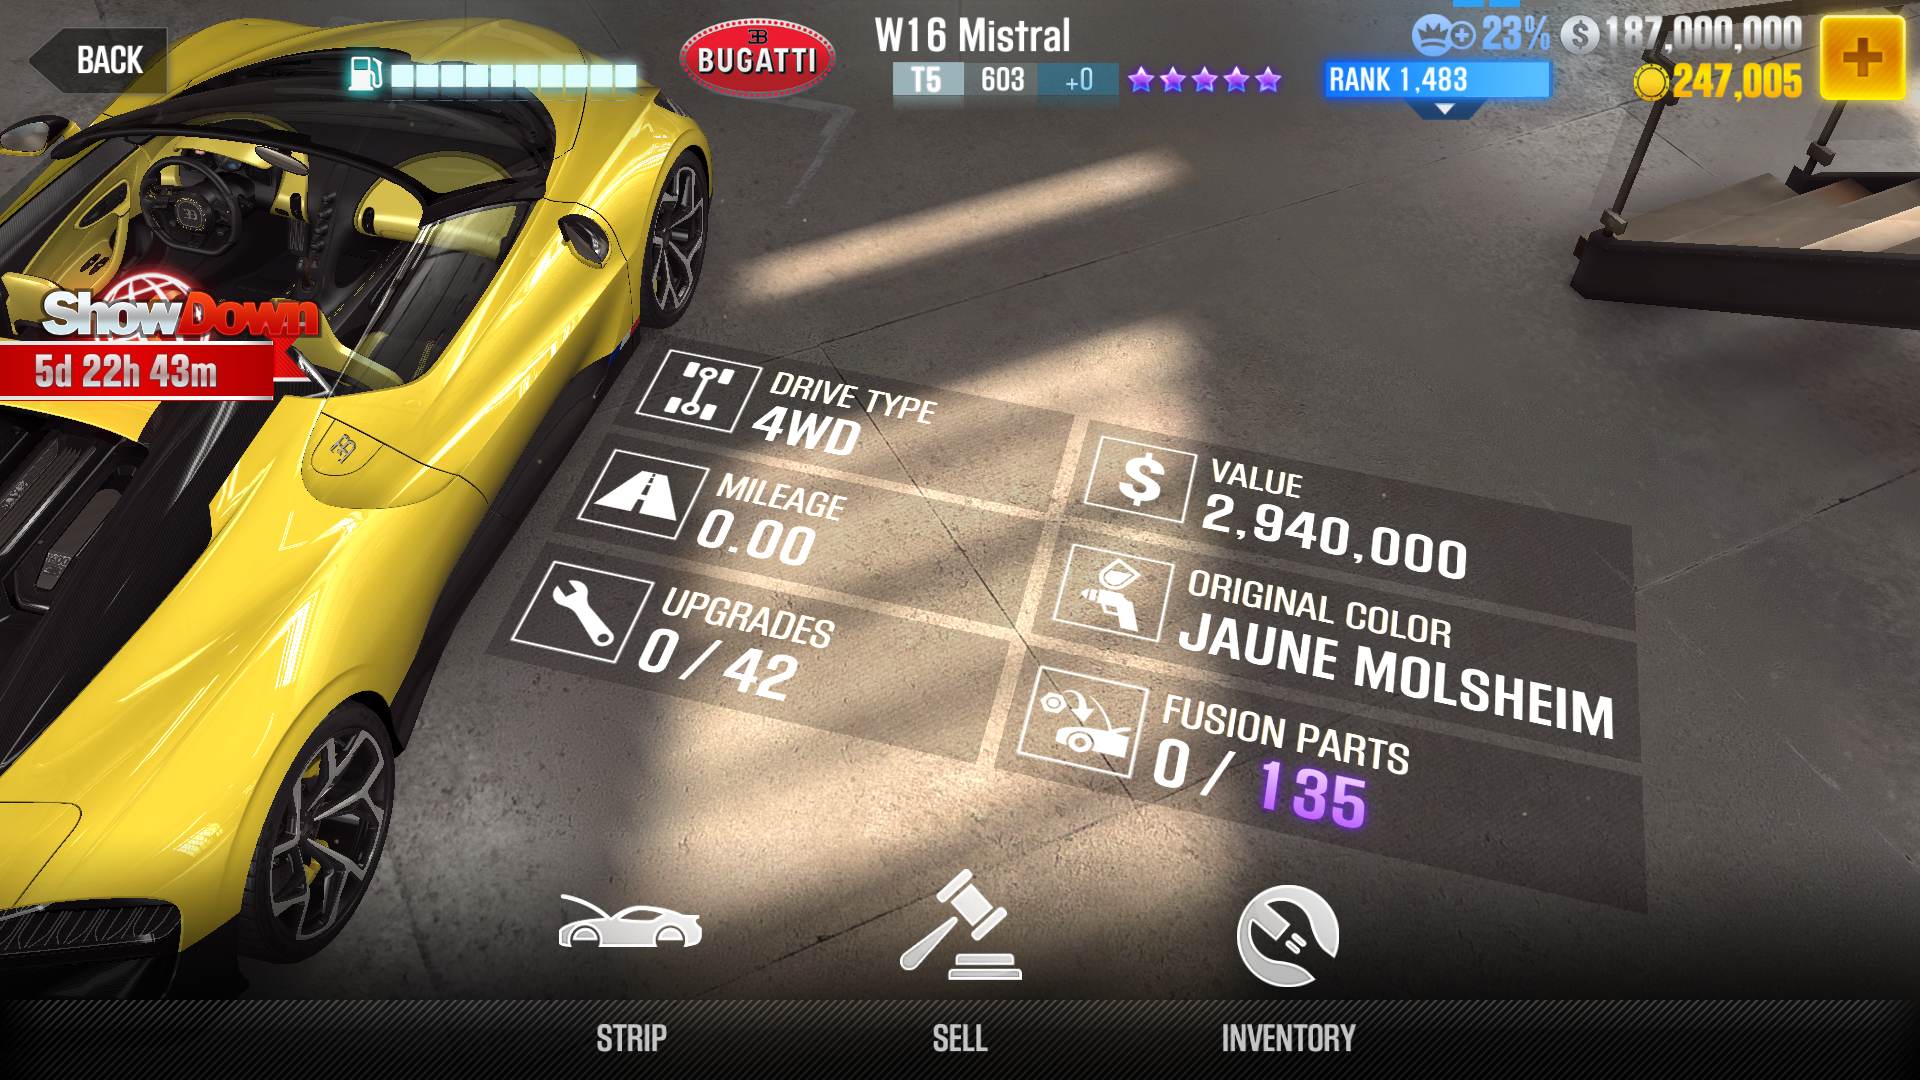 BACK
BUGATTI
W16 Mistral
T5 603 +0
23%
187,000,000
RANK 1,483
247,005
ShowDown
5d 22h 43m
DRIVE TYPE
4WD
MILEAGE
0.00
UPGRADES
0 / 42
VALUE
2,940,000
ORIGINAL COLOR
JAUNE MOLSHEIM
FUSION PARTS
0 / 135
STRIP
SELL
INVENTORY